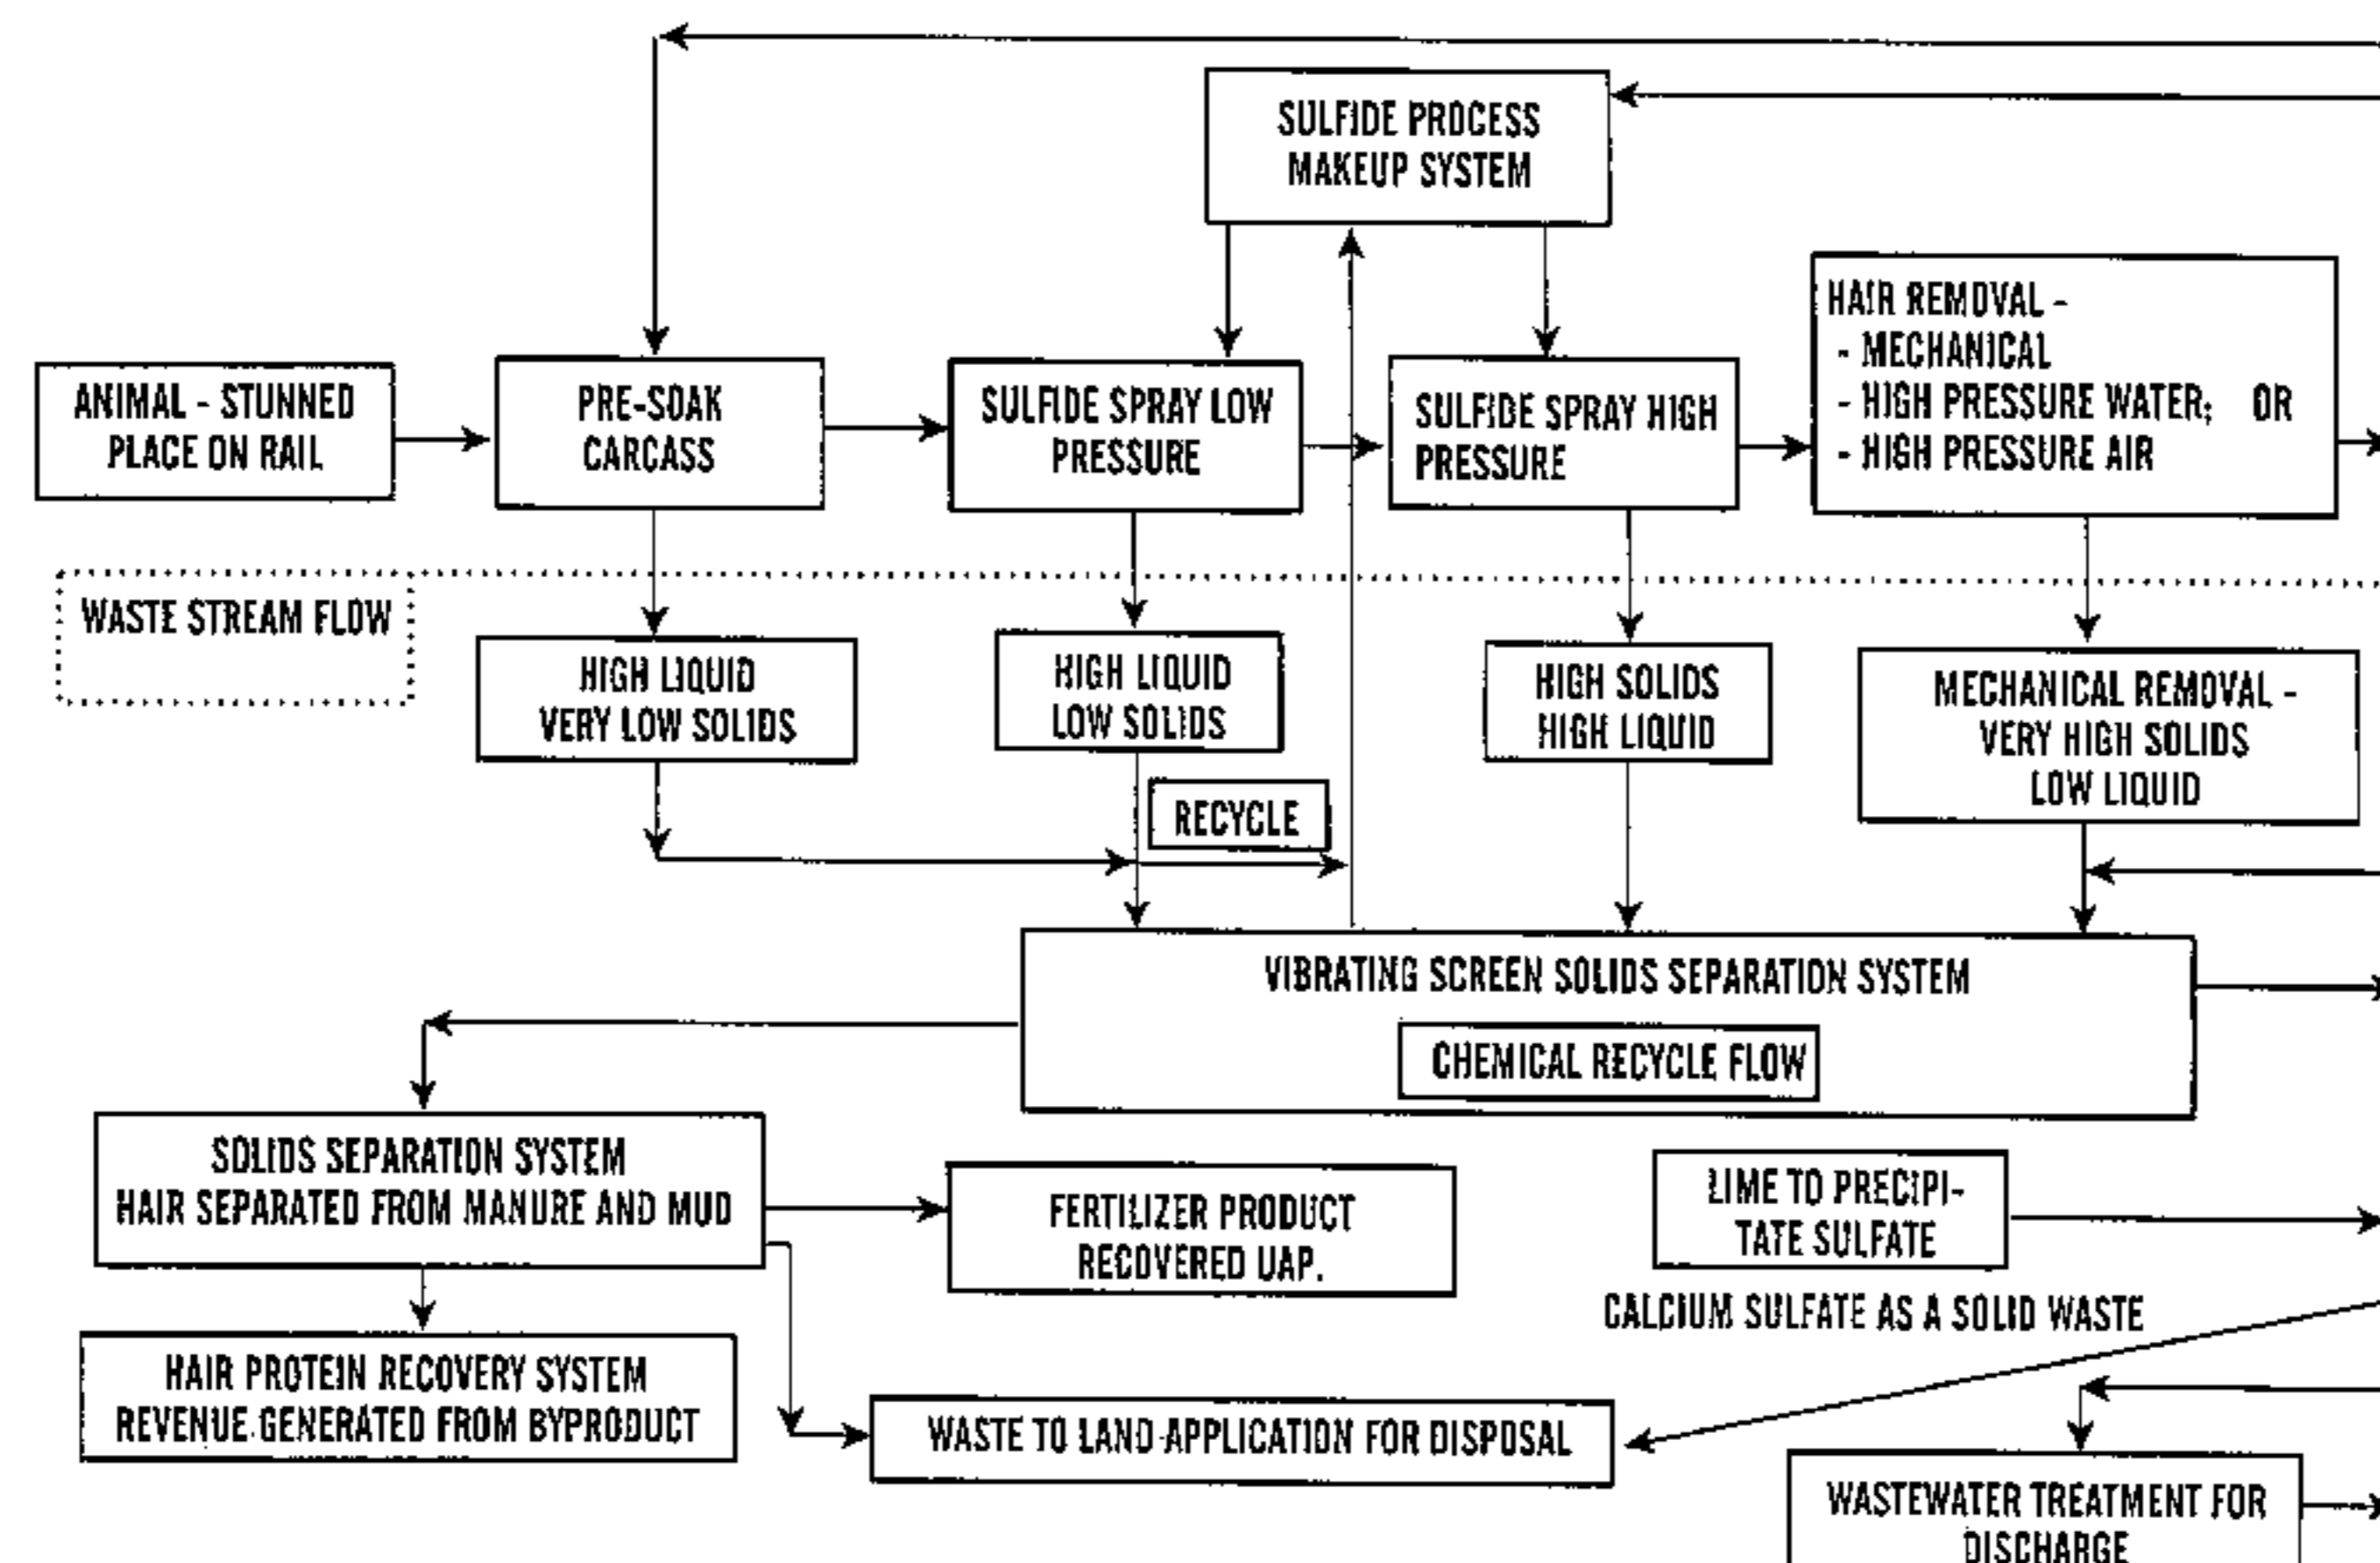 SULFIDE PROCESS
MAKEUP SYSTEM
ANIMAL - STUNNED
PLACE ON RAIL
PRE-SOAK
CARCASS
SULFIDE SPRAY LOW
PRESSURE
SULFIDE SPRAY HIGH
PRESSURE
HAIR REMOVAL -
- MECHANICAL
- HIGH PRESSURE WATER; OR
- HIGH PRESSURE AIR
WASTE STREAM FLOW
HIGH LIQUID
VERY LOW SOLIDS
HIGH LIQUID
LOW SOLIDS
HIGH SOLIDS
HIGH LIQUID
MECHANICAL REMOVAL -
VERY HIGH SOLIDS
LOW LIQUID
RECYCLE
VIBRATING SCREEN SOLIDS SEPARATION SYSTEM
CHEMICAL RECYCLE FLOW
SOLIDS SEPARATION SYSTEM
HAIR SEPARATED FROM MANURE AND MUD
FERTILIZER PRODUCT
RECOVERED UAP.
LIME TO PRECIPI-
TATE SULFATE
CALCIUM SULFATE AS A SOLID WASTE
HAIR PROTEIN RECOVERY SYSTEM
REVENUE GENERATED FROM BYPRODUCT
WASTE TO LAND APPLICATION FOR DISPOSAL
WASTEWATER TREATMENT FOR
DISCHARGE